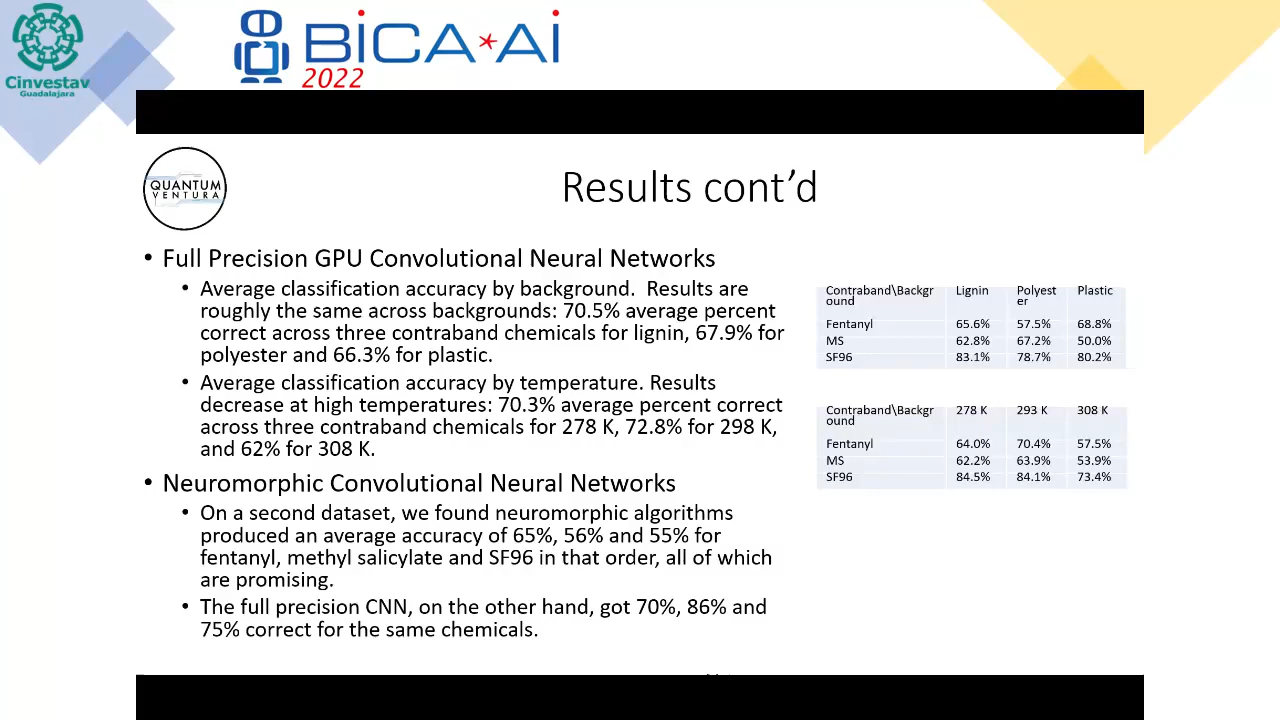 Cinvestav
Guadalajara
BiCA*Ai
2022
QUANTUM
VENTURA
Results cont’d
• Full Precision GPU Convolutional Neural Networks
• Average classification accuracy by background. Results are
roughly the same across backgrounds: 70.5% average percent
correct across three contraband chemicals for lignin, 67.9% for
polyester and 66.3% for plastic.
• Average classification accuracy by temperature. Results
decrease at high temperatures: 70.3% average percent correct
across three contraband chemicals for 278 K, 72.8% for 298 K,
and 62% for 308 K.
• Neuromorphic Convolutional Neural Networks
• On a second dataset, we found neuromorphic algorithms
produced an average accuracy of 65%, 56% and 55% for
fentanyl, methyl salicylate and SF96 in that order, all of which
are promising.
• The full precision CNN, on the other hand, got 70%, 86% and
75% correct for the same chemicals.
Contraband\Backgr Lignin Polyest Plastic
ound er
Fentanyl 65.6% 57.5% 68.8%
MS 62.8% 67.2% 50.0%
SF96 83.1% 78.7% 80.2%
Contraband\Backgr 278 K 293 K 308 K
ound
Fentanyl 64.0% 70.4% 57.5%
MS 62.2% 63.9% 53.9%
SF96 84.5% 84.1% 73.4%